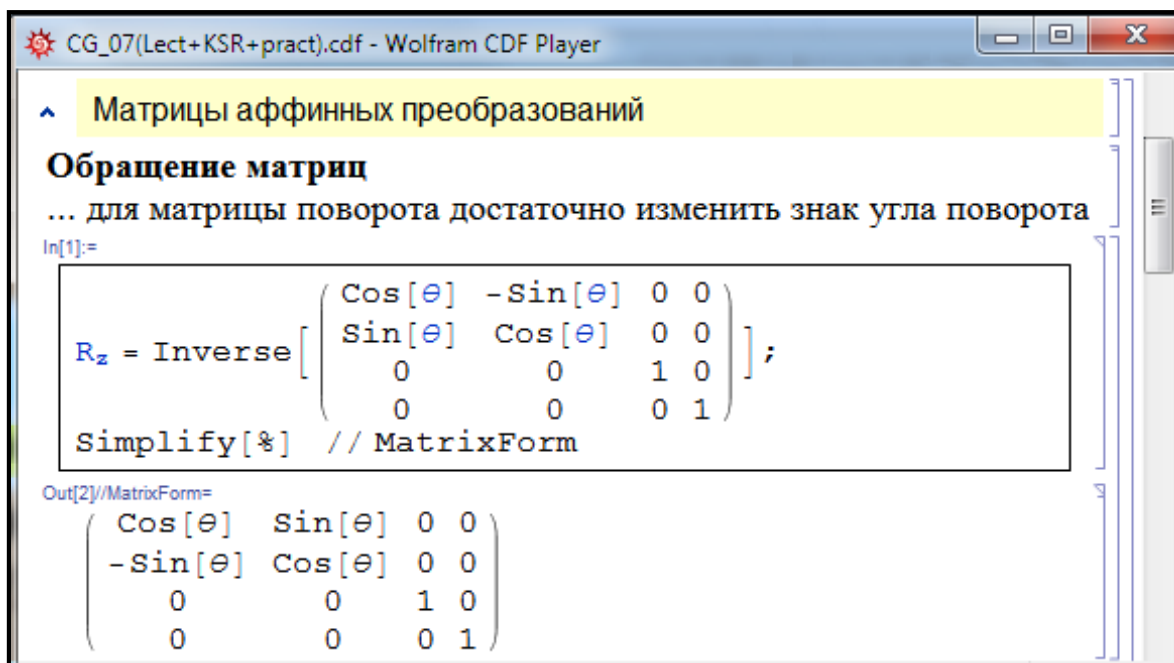 CG_07(Lect+KSR+pract).cdf - Wolfram CDF Player
Матрицы аффинных преобразований
Обращение матриц
... для матрицы поворота достаточно изменить знак угла поворота
In[1]:=
Cos[θ] -Sin[θ] 0 0
Sin[θ] Cos[θ] 0 0
R_z = Inverse[ ];
0 0 1 0
0 0 0 1
Simplify[%] // MatrixForm
Out[2]//MatrixForm=
Cos[θ] Sin[θ] 0 0
-Sin[θ] Cos[θ] 0 0
0 0 1 0
0 0 0 1